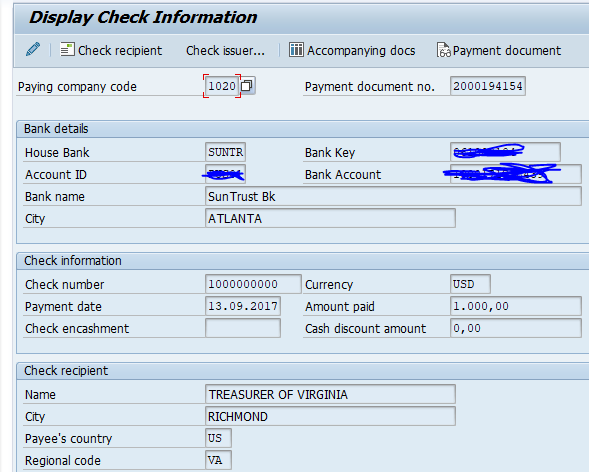 Display Check Information
Check recipient Check issuer... Accompanying docs Payment document
Paying company code 1020 Payment document no. 2000194154
Bank details
House Bank SUNTR Bank Key
Account ID Bank Account
Bank name SunTrust Bk
City ATLANTA
Check information
Check number 1000000000 Currency USD
Payment date 13.09.2017 Amount paid 1.000,00
Check encashment Cash discount amount 0,00
Check recipient
Name TREASURER OF VIRGINIA
City RICHMOND
Payee's country US
Regional code VA